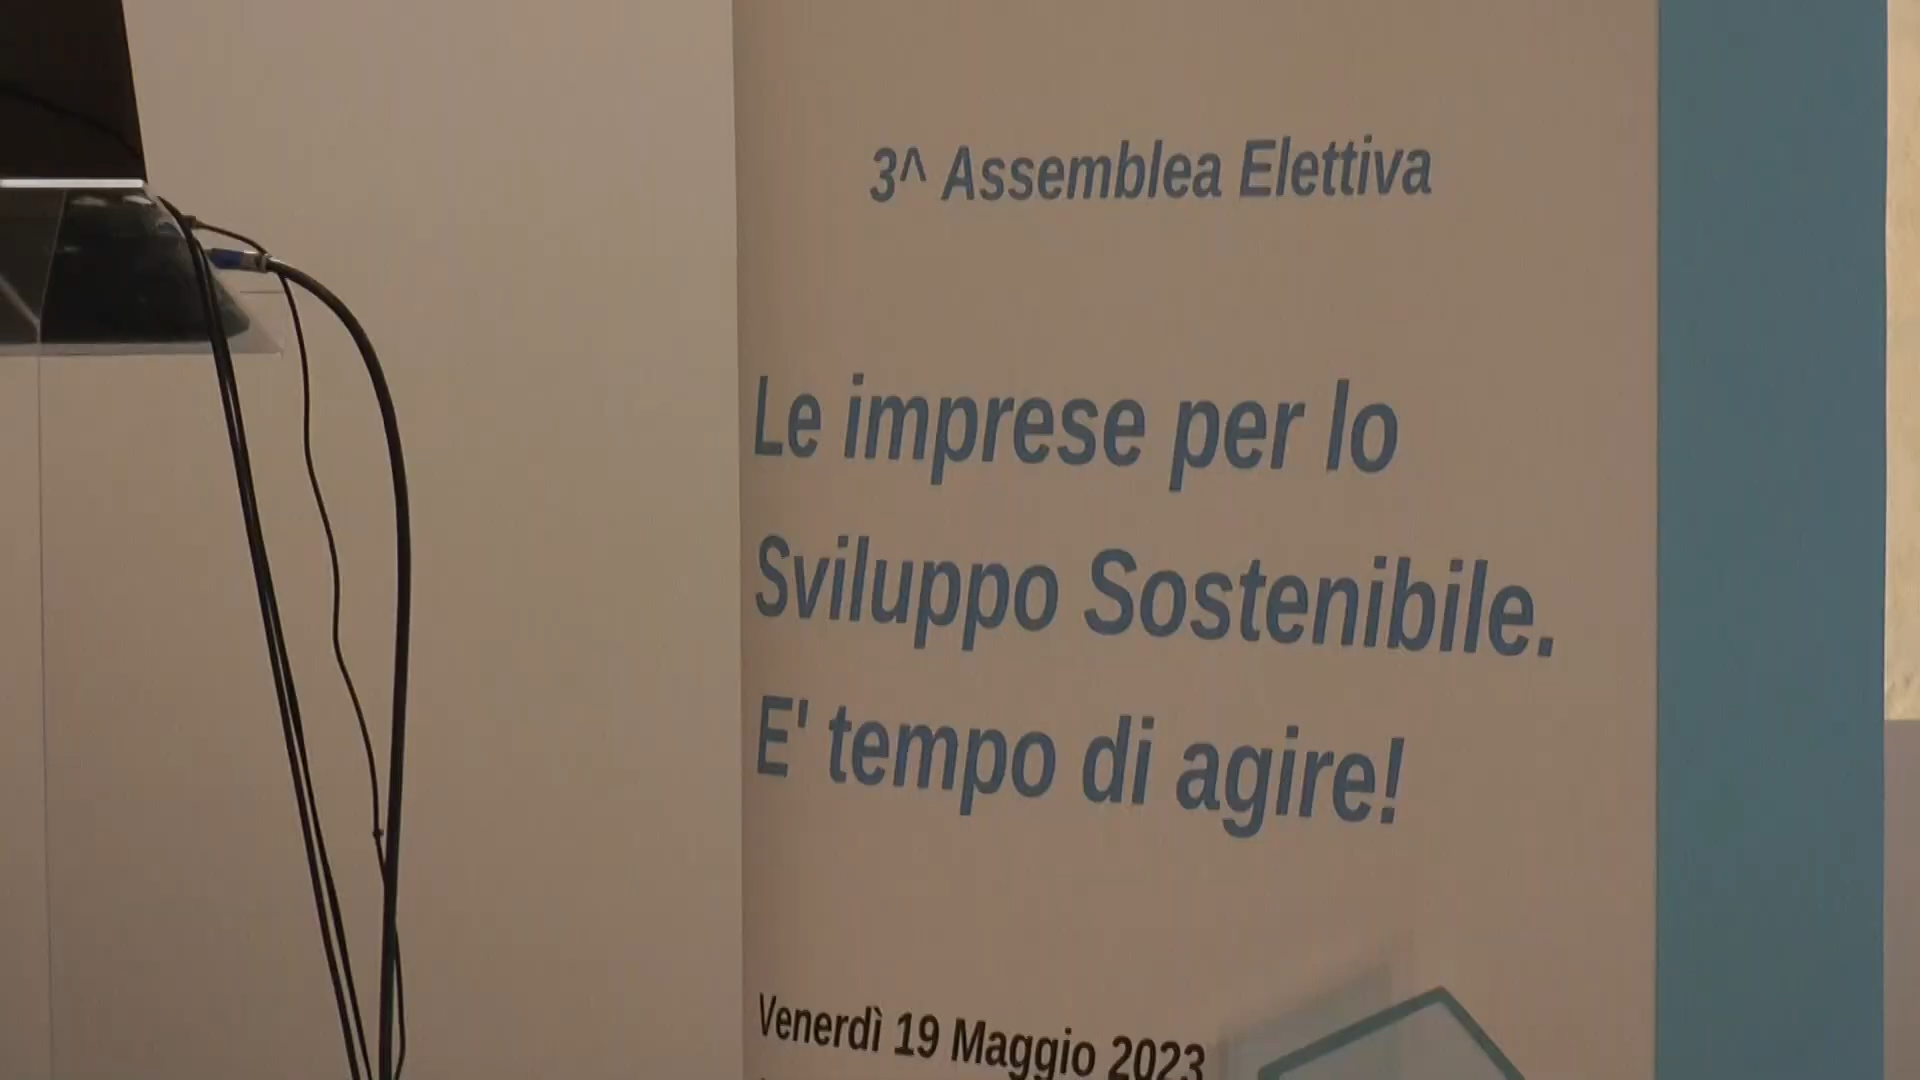 3^ Assemblea Elettiva
Le imprese per lo
Sviluppo Sostenibile.
E' tempo di agire!
Venerdì 19 Maggio 2023